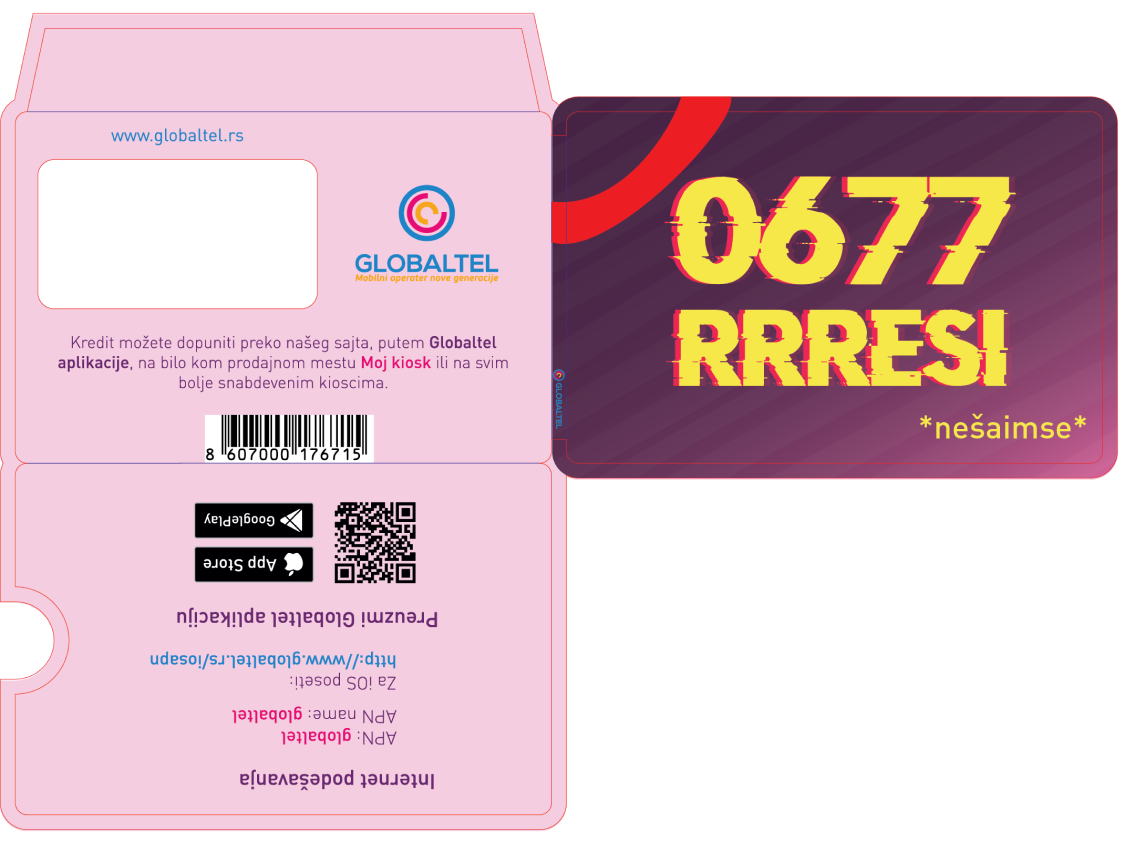 www.globaltel.rs
GLOBALTEL
Mobilni operater nove generacije
Kredit možete dopuniti preko našeg sajta, putem Globaltel
aplikacije, na bilo kom prodajnom mestu Moj kiosk ili na svim
bolje snabdevenim kioscima.
8 607000 176715
0677
RRRESI
*nešaimse*
GLOBALTEL
Internet podešavanja
APN: globaltel
APN name: globaltel
Za iOS poseti:
http://www.globaltel.rs/iosapn
Preuzmi Globaltel aplikaciju
App Store
GooglePlay